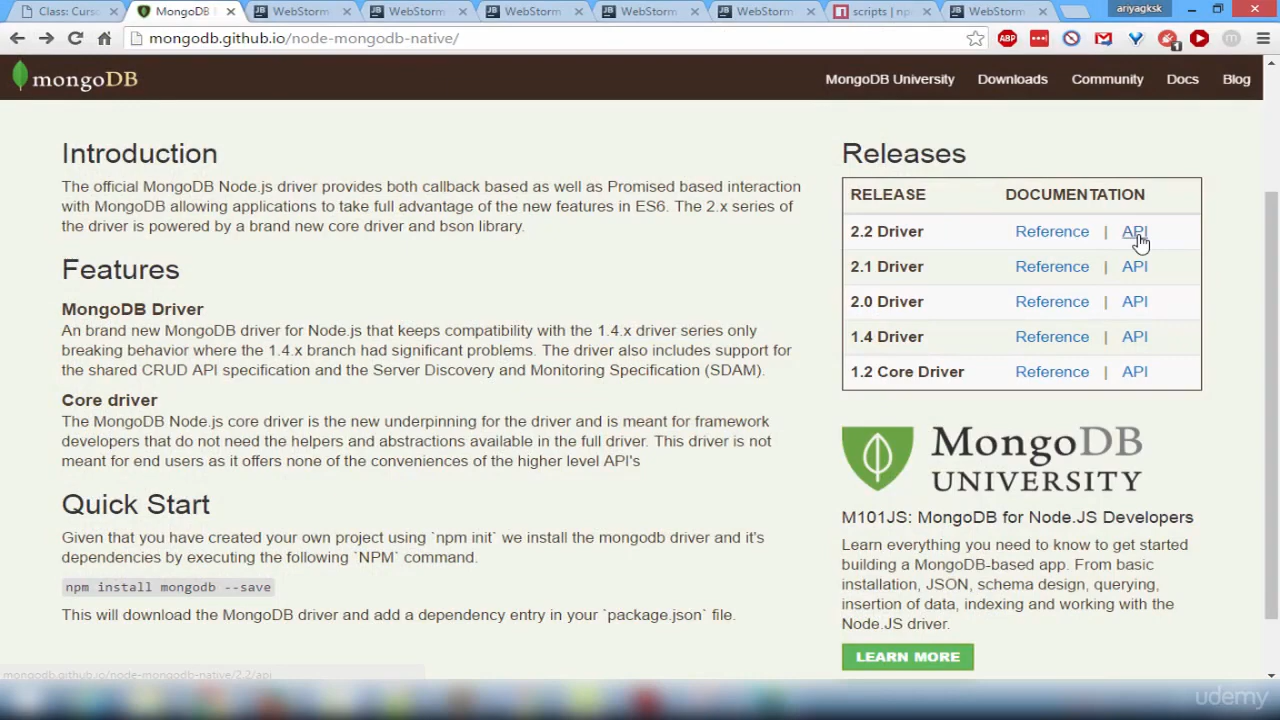 Class: Curso
MongoDB
WebStorm
WebStorm
WebStorm
WebStorm
WebStorm
scripts | np
WebStorm
ariyagksk
mongodb.github.io/node-mongodb-native/
ABP
1
m
mongoDB
MongoDB University
Downloads
Community
Docs
Blog
Introduction
The official MongoDB Node.js driver provides both callback based as well as Promised based interaction
with MongoDB allowing applications to take full advantage of the new features in ES6. The 2.x series of
the driver is powered by a brand new core driver and bson library.
Features
MongoDB Driver
An brand new MongoDB driver for Node.js that keeps compatibility with the 1.4.x driver series only
breaking behavior where the 1.4.x branch had significant problems. The driver also includes support for
the shared CRUD API specification and the Server Discovery and Monitoring Specification (SDAM).
Core driver
The MongoDB Node.js core driver is the new underpinning for the driver and is meant for framework
developers that do not need the helpers and abstractions available in the full driver. This driver is not
meant for end users as it offers none of the conveniences of the higher level API's
Quick Start
Given that you have created your own project using `npm init` we install the mongodb driver and it's
dependencies by executing the following `NPM` command.
npm install mongodb --save
This will download the MongoDB driver and add a dependency entry in your `package.json` file.
Releases
RELEASE DOCUMENTATION
2.2 Driver Reference | API
2.1 Driver Reference | API
2.0 Driver Reference | API
1.4 Driver Reference | API
1.2 Core Driver Reference | API
MongoDB
UNIVERSITY
M101JS: MongoDB for Node.JS Developers
Learn everything you need to know to get started
building a MongoDB-based app. From basic
installation, JSON, schema design, querying,
insertion of data, indexing and working with the
Node.JS driver.
LEARN MORE
mongodb.github.io/node-mongodb-native/2.2/api
udemy